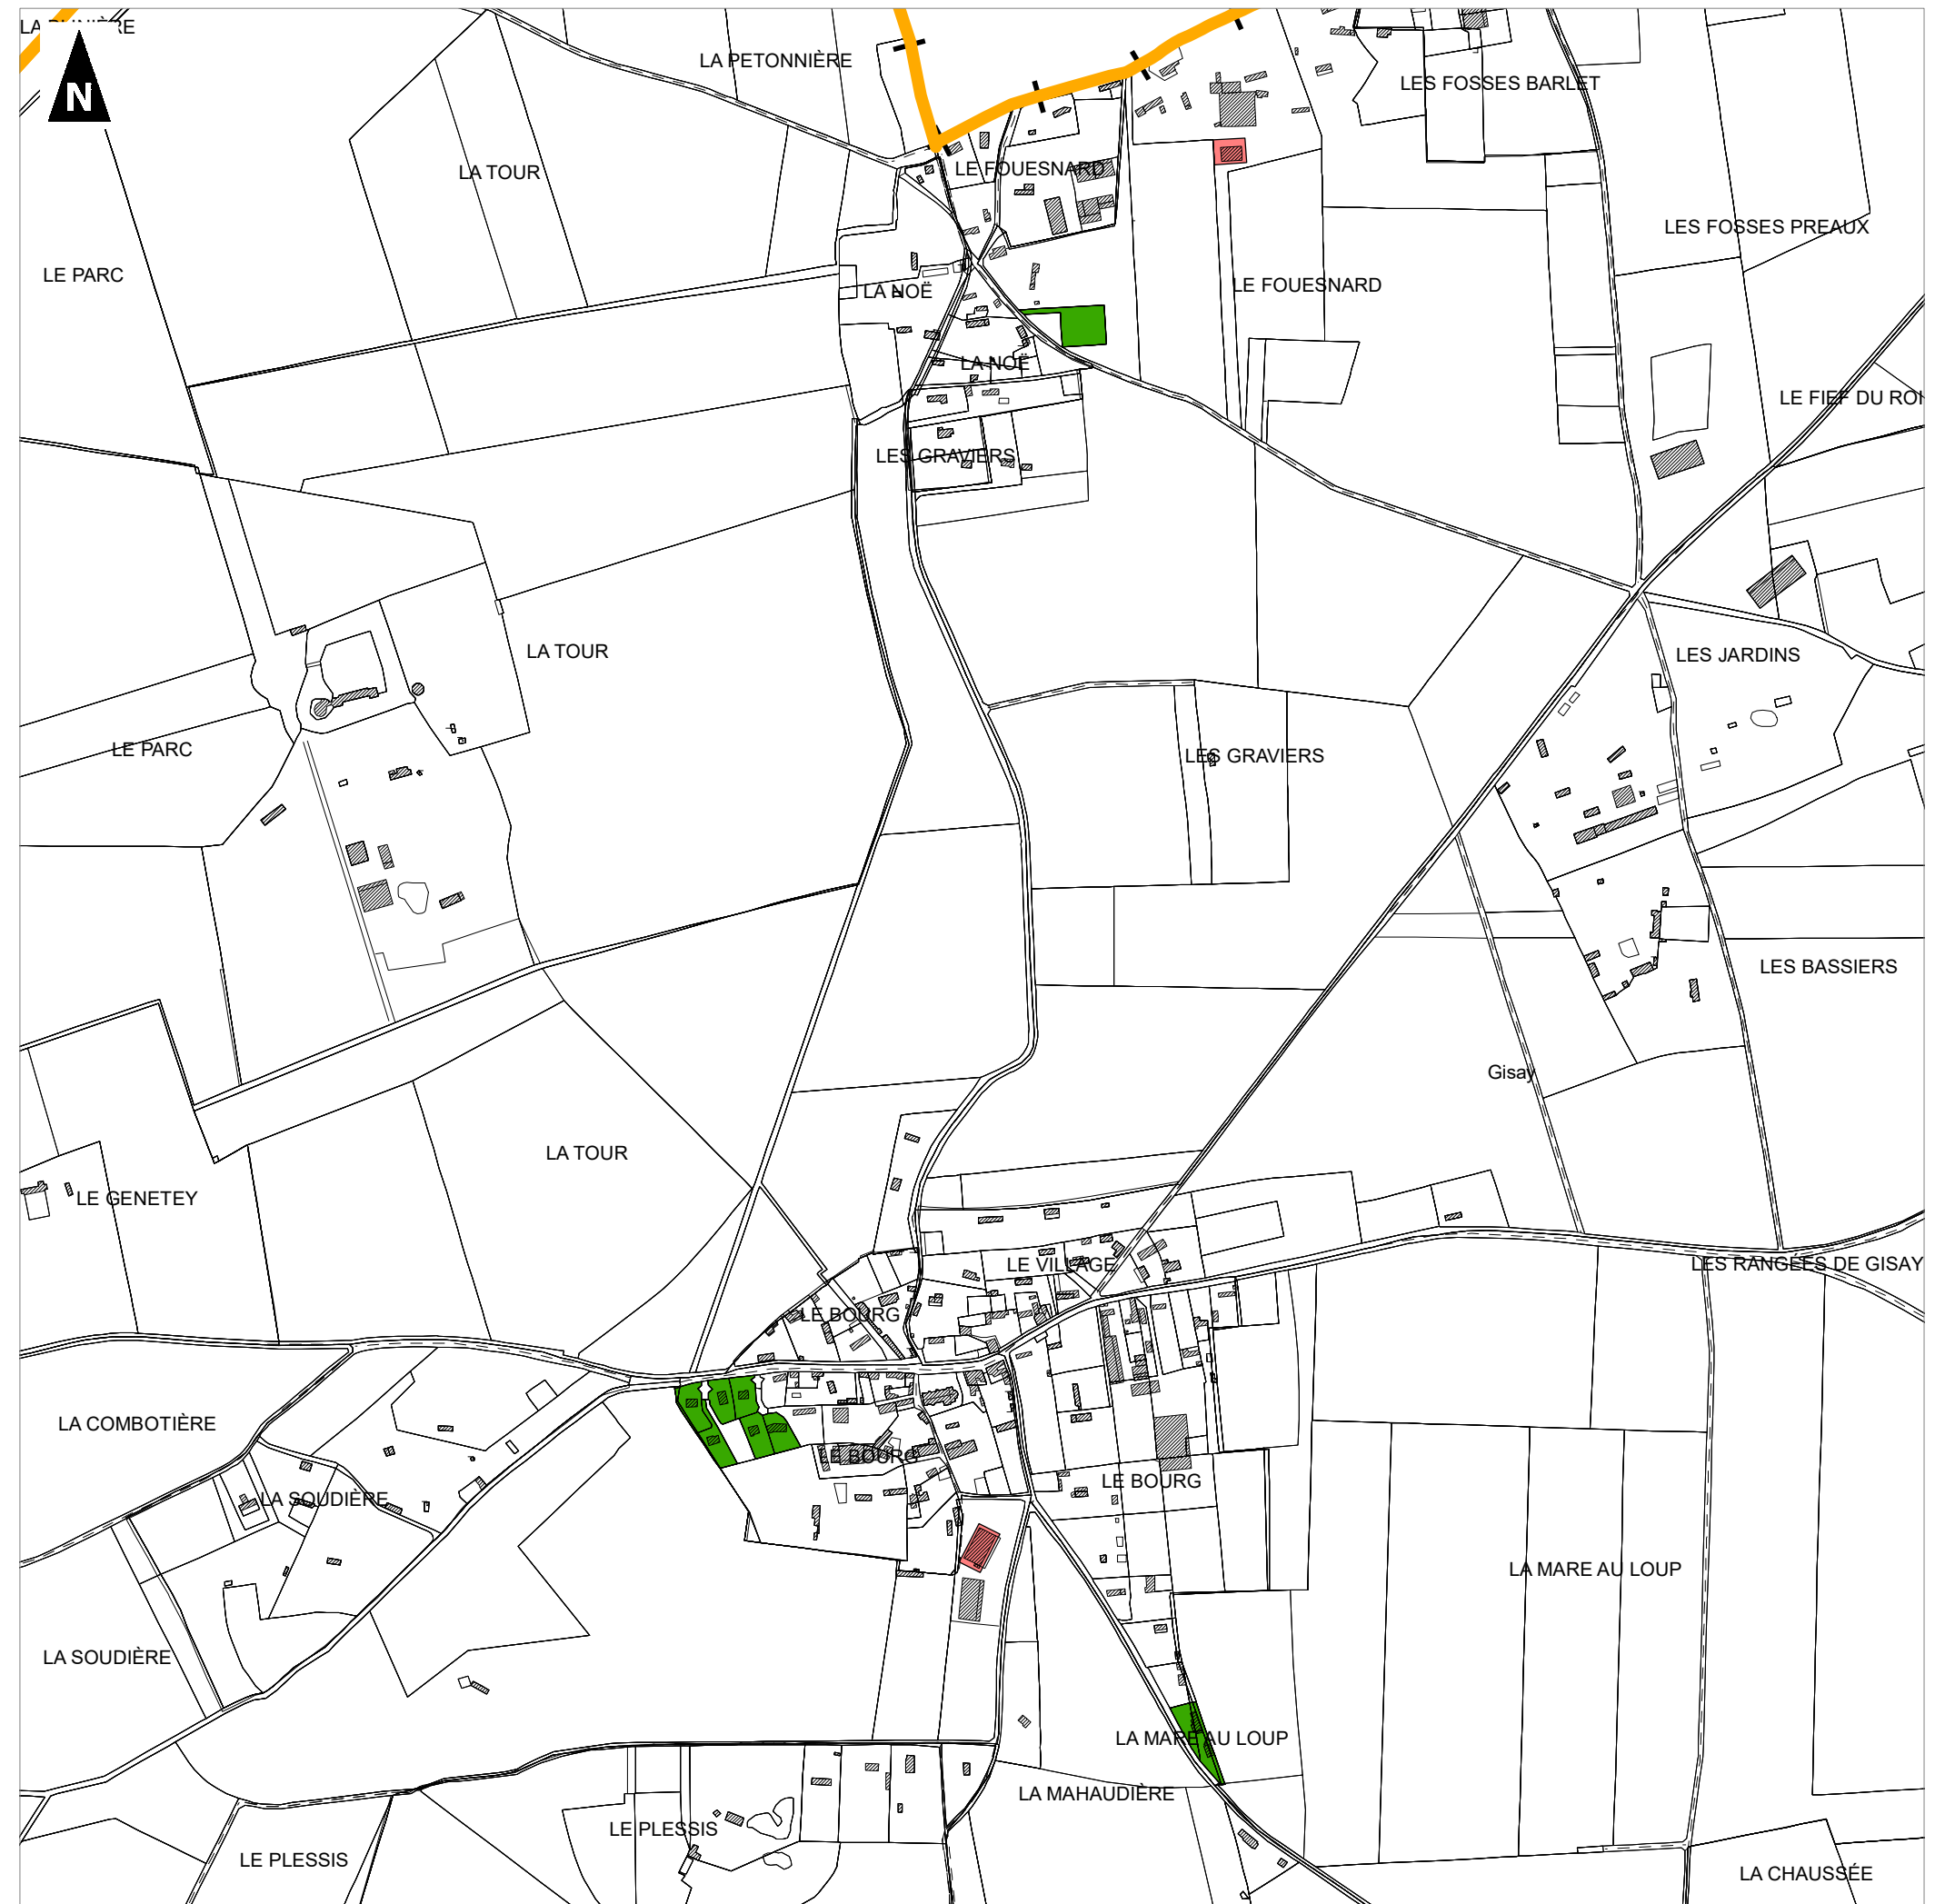 LA PETONNIÈRE
LES FOSSES BARLET
N
LE FOUESNARD
LA TOUR
LES FOSSES PREAUX
LE PARC
LE FOUESNARD
LA NOË
LA NOË
LE FIEF DU ROI
LES GRAVIERS
LA TOUR
LES JARDINS
LE PARC
LES GRAVIERS
LES BASSIERS
Gisay
LA TOUR
LE GENETEY
LE VILLAGE
LES RANGÉES DE GISAY
LE BOURG
LA COMBOTIÈRE
LE BOURG
LE BOURG
LA SOUDIÈRE
LA MARE AU LOUP
LA SOUDIÈRE
LA MARE AU LOUP
LA MAHAUDIÈRE
LE PLESSIS
LE PLESSIS
LA CHAUSSÉE